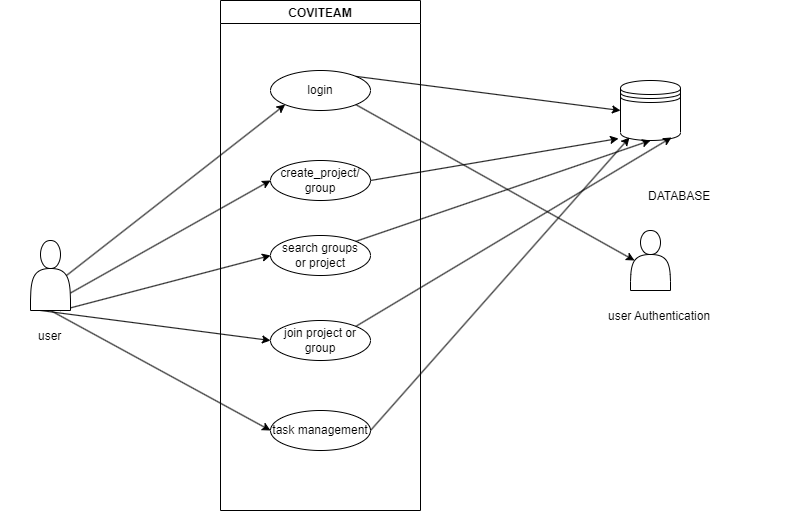 COVITEAM
login
create_project/
group
DATABASE
search groups
or project
user Authentication
user
join project or
group
task management